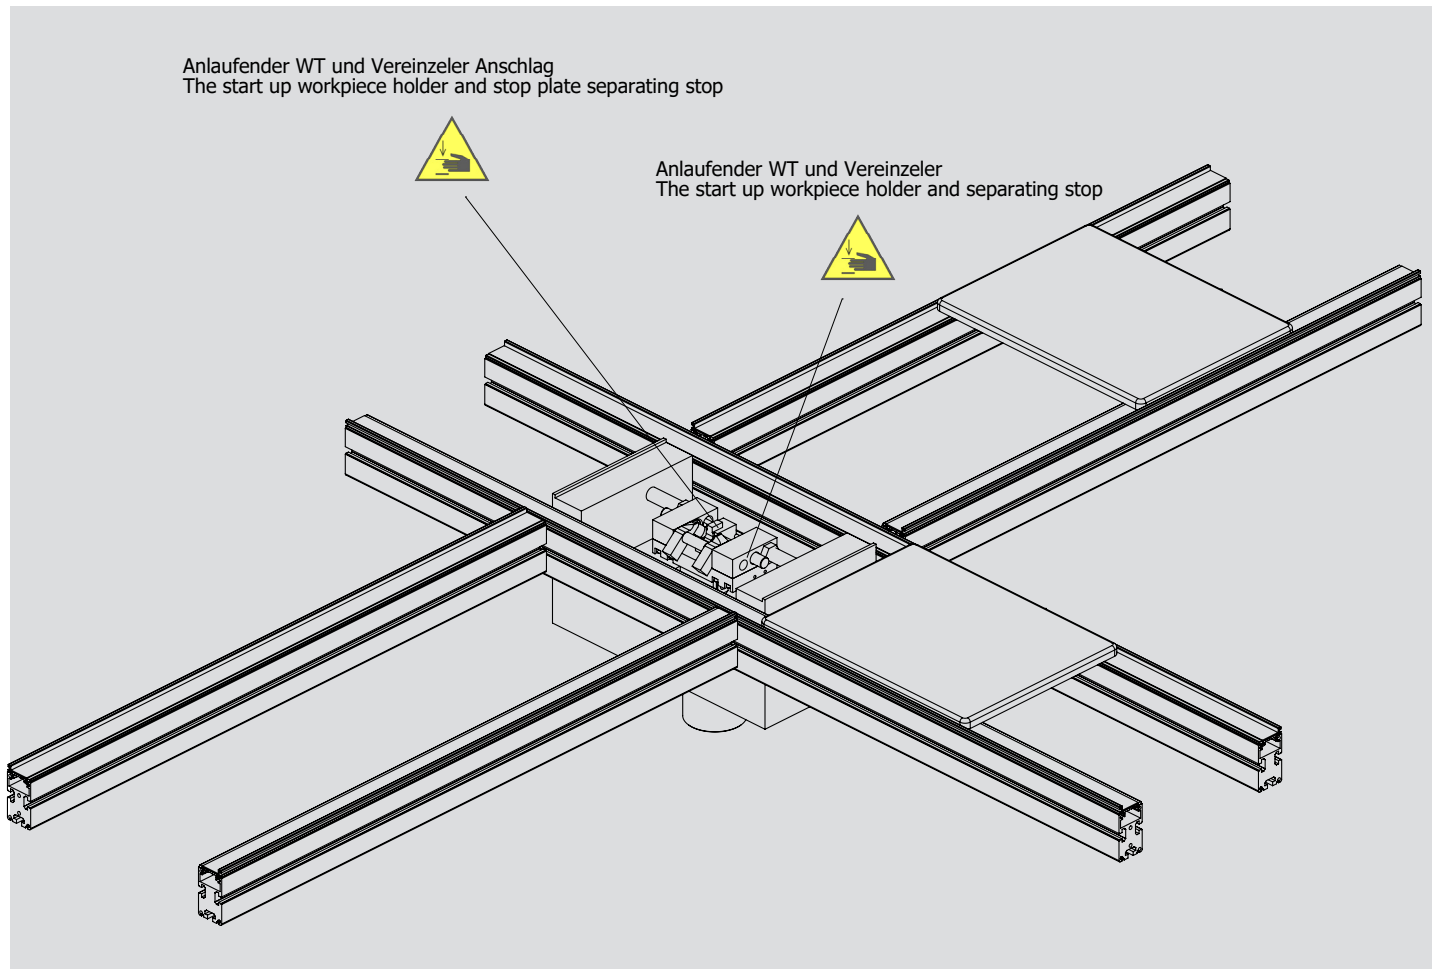 Anlaufender WT und Vereinzeler Anschlag
The start up workpiece holder and stop plate separating stop
Anlaufender WT und Vereinzeler
The start up workpiece holder and separating stop